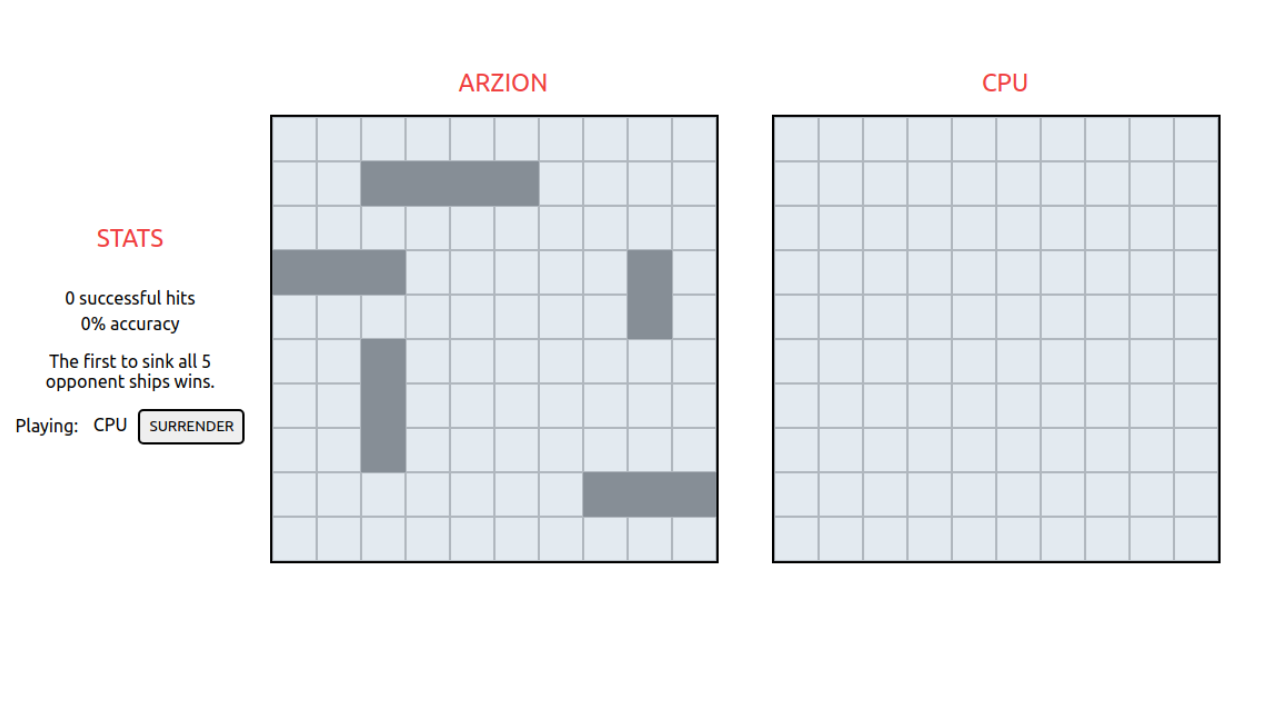 ARZION
CPU
STATS
0 successful hits
0% accuracy
The first to sink all 5
opponent ships wins.
Playing: CPU SURRENDER